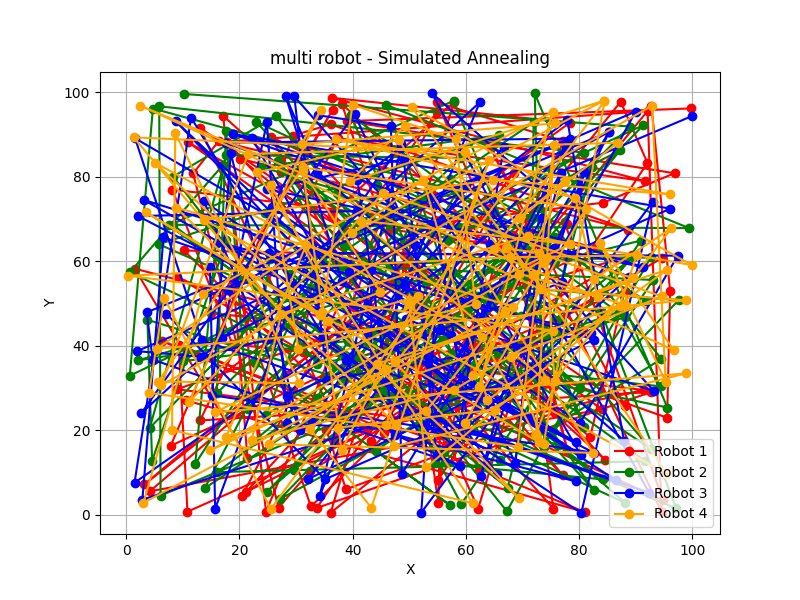 multi robot - Simulated Annealing
100
80
60
40
20
0
Y
0 20 40 60 80 100
X
Robot 1
Robot 2
Robot 3
Robot 4